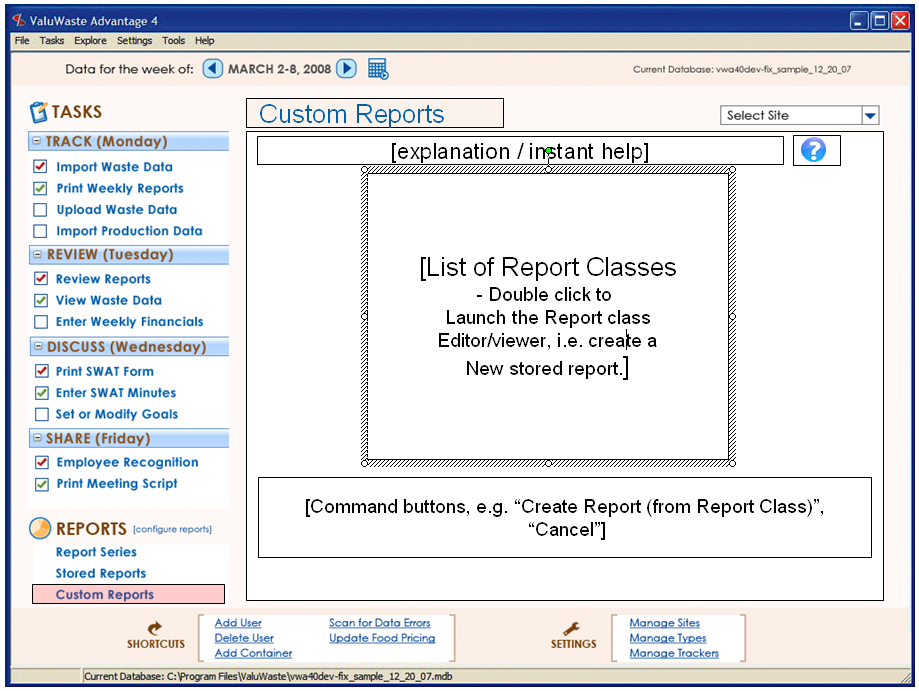 ValuWaste Advantage 4
File Tasks Explore Settings Tools Help
Data for the week of: MARCH 2-8, 2008
Current Database: vwa40dev-fix_sample_12_20_07
TASKS
TRACK (Monday)
Import Waste Data
Print Weekly Reports
Upload Waste Data
Import Production Data
REVIEW (Tuesday)
Review Reports
View Waste Data
Enter Weekly Financials
DISCUSS (Wednesday)
Print SWAT Form
Enter SWAT Minutes
Set or Modify Goals
SHARE (Friday)
Employee Recognition
Print Meeting Script
REPORTS [configure reports]
Report Series
Stored Reports
Custom Reports
Custom Reports
Select Site
[explanation / instant help]
?
[List of Report Classes
- Double click to
Launch the Report class
Editor/viewer, i.e. create a
New stored report.]
[Command buttons, e.g. “Create Report (from Report Class)”,
“Cancel”]
SHORTCUTS
Add User
Delete User
Add Container
Scan for Data Errors
Update Food Pricing
SETTINGS
Manage Sites
Manage Types
Manage Trackers
Current Database: C:\Program Files\ValuWaste\vwa40dev-fix_sample_12_20_07.mdb